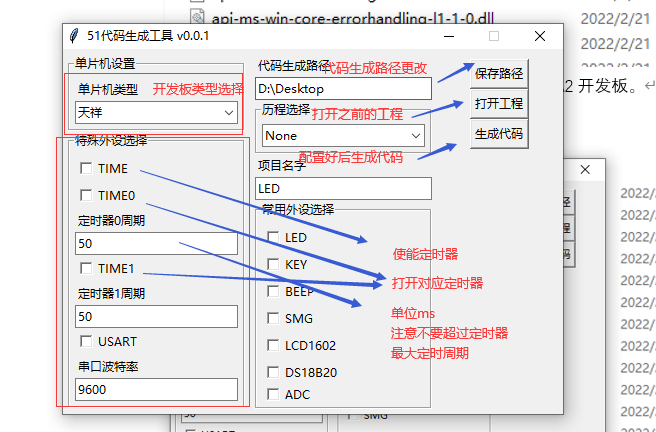 api-ms-win-core-errorhandling-l1-1-0.dll
2022/2/21
2022/2/21
2022/2/21
51代码生成工具 v0.0.1
单片机设置
单片机类型 开发板类型选择
天祥
代码生成路径
代码生成路径更改
D:\Desktop
保存路径
历程选择
打开之前的工程
打开工程
None
配置好后生成代码
生成代码
A2 开发板。
特殊外设选择
TIME
TIME0
定时器0周期
50
TIME1
定时器1周期
50
USART
串口波特率
9600
项目名字
LED
常用外设选择
LED
KEY
BEEP
SMG
LCD1602
DS18B20
ADC
使能定时器
打开对应定时器
单位ms
注意不要超过定时器
最大定时周期
径
程
码
50
SMG
USART